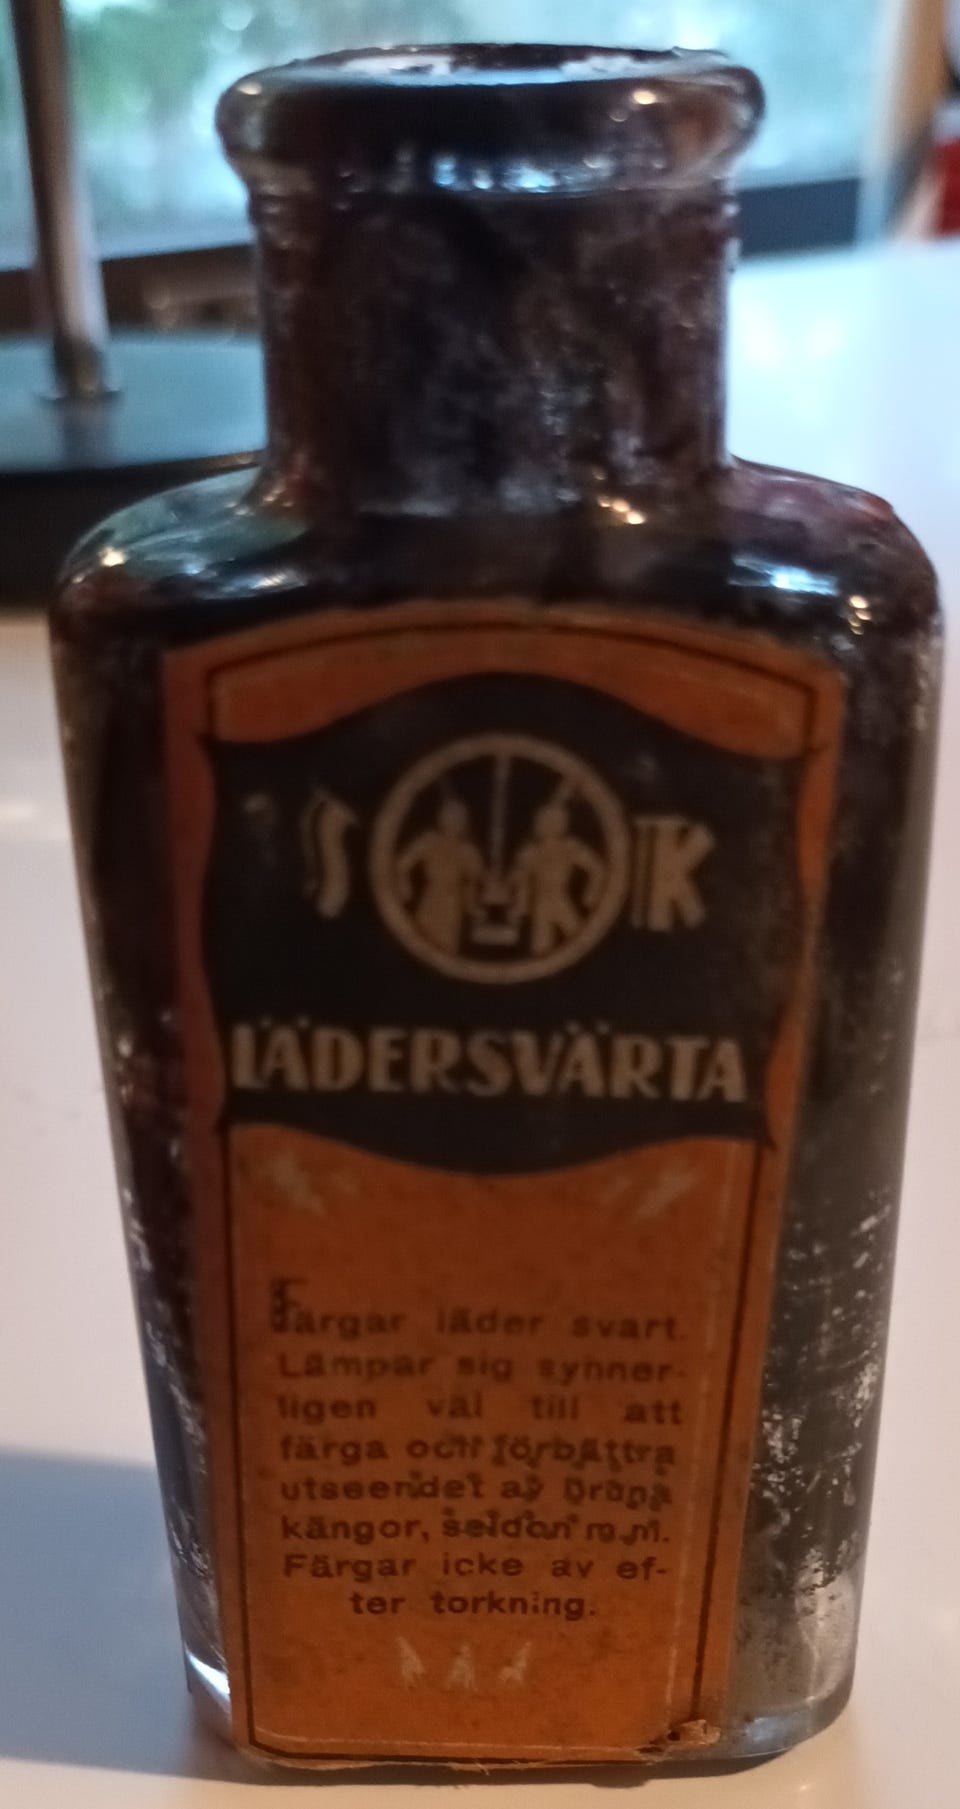 S K
LÄDERSVÄRTA
Färgar läder svart.
Lämpar sig synner-
ligen väl till att
färga och förbättra
utseendet av bruna
kängor, seldon m.m.
Färgar icke av ef-
ter torkning.